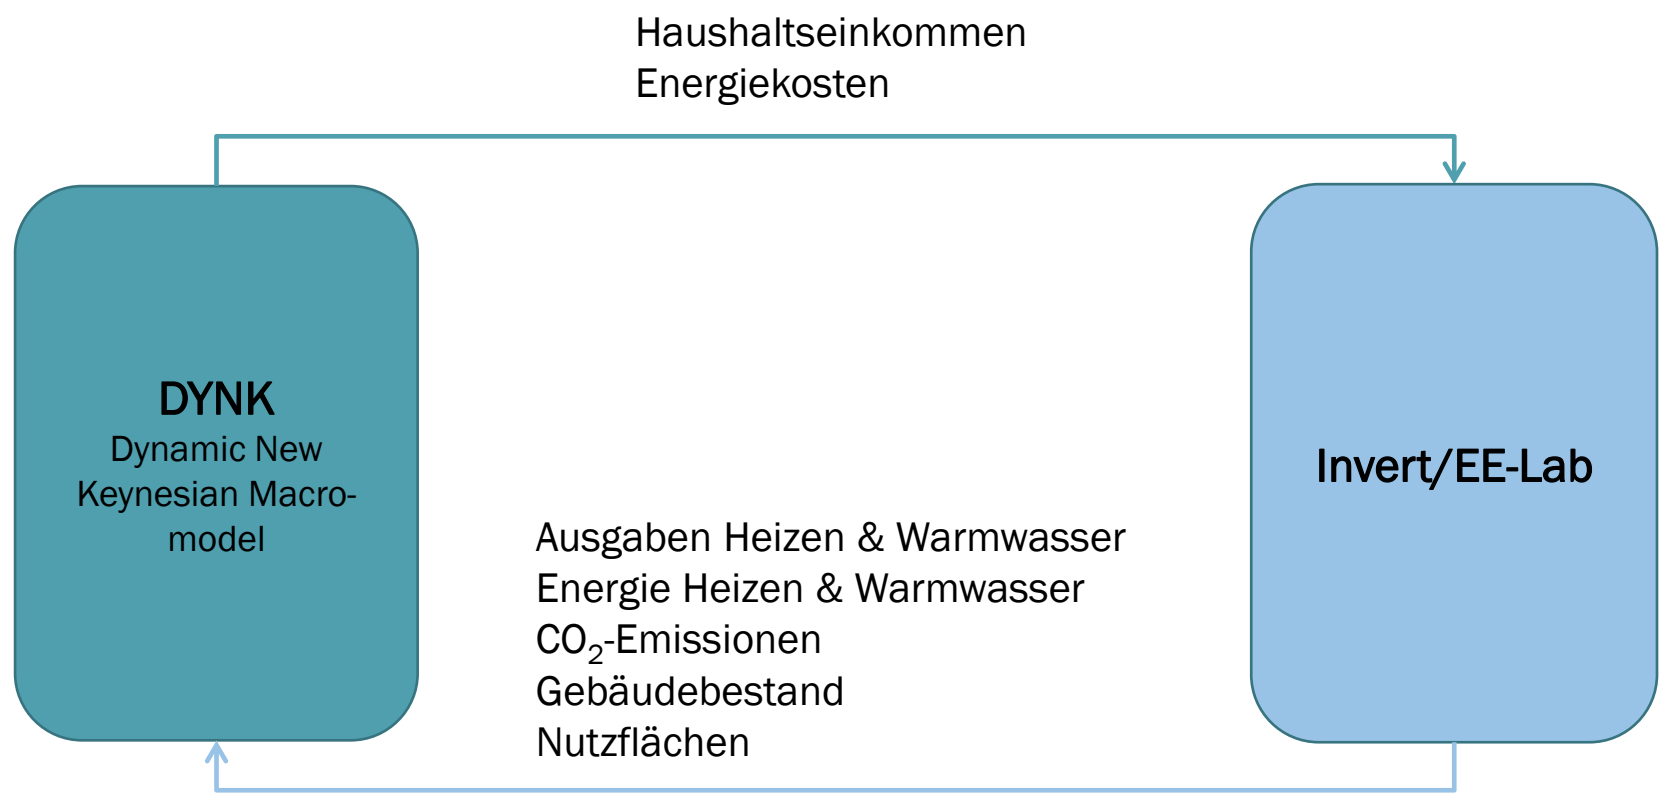 Haushaltseinkommen
Energiekosten
DYNK
Dynamic New
Keynesian Macro-
model
Invert/EE-Lab
Ausgaben Heizen & Warmwasser
Energie Heizen & Warmwasser
CO₂-Emissionen
Gebäudebestand
Nutzflächen